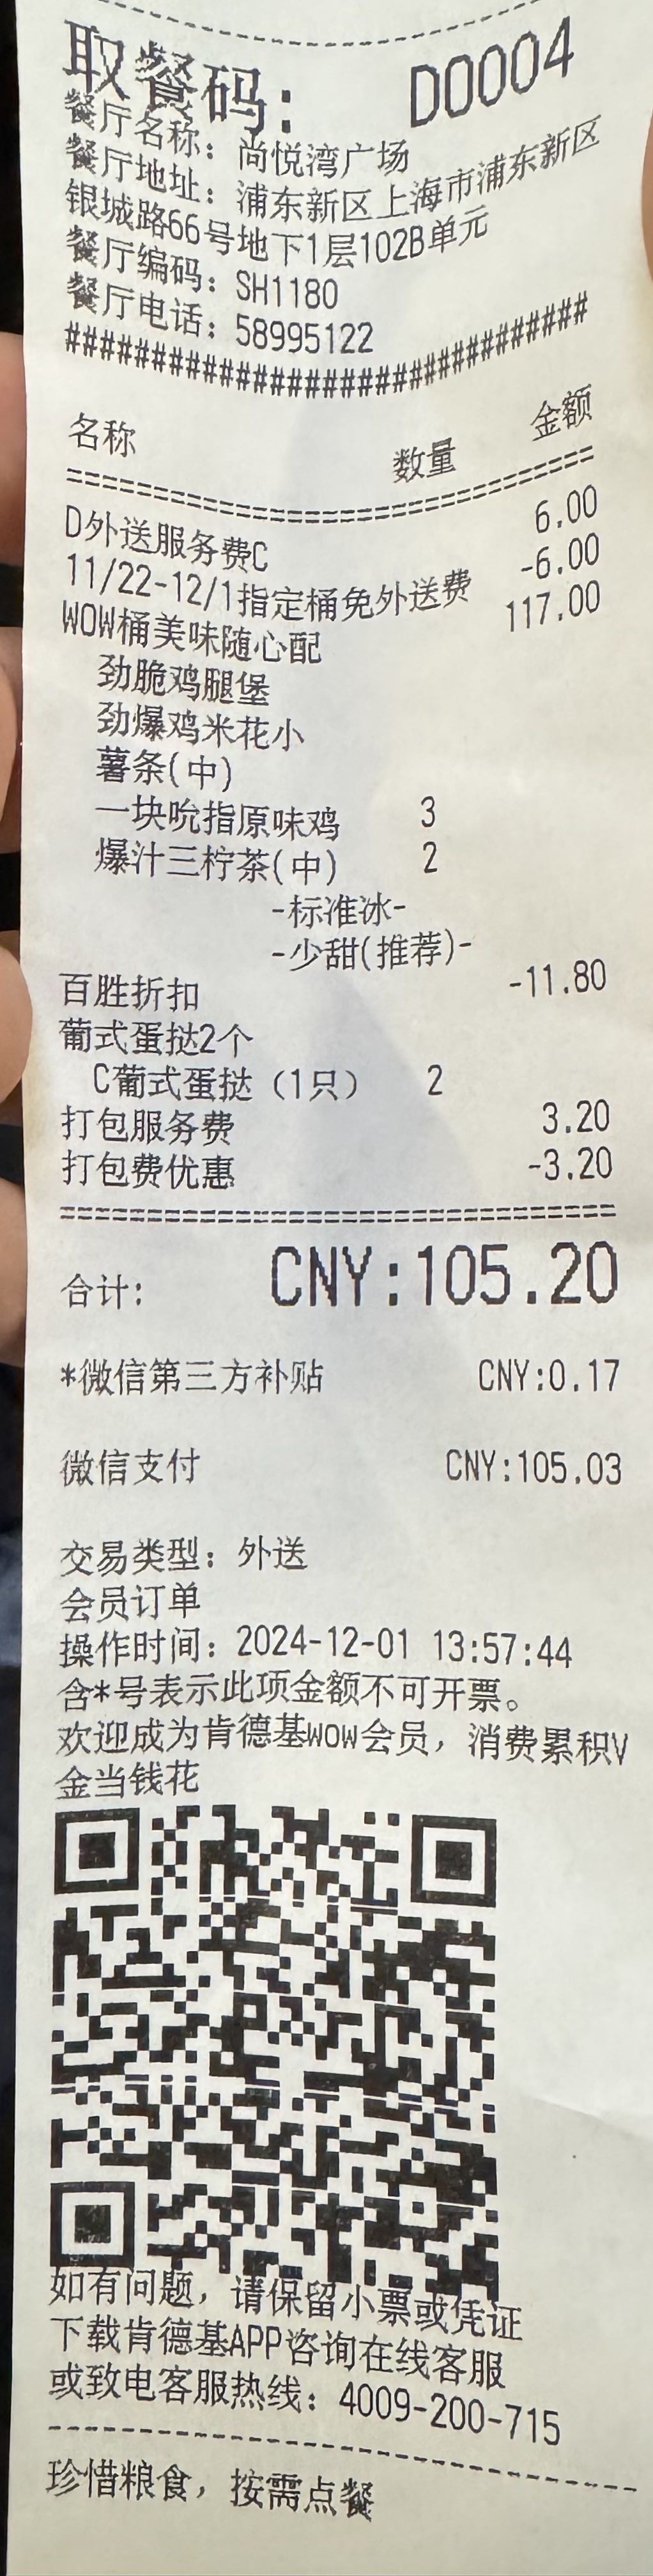 取餐码: D0004
餐厅名称: 尚悦湾广场
餐厅地址: 浦东新区上海市浦东新区
银城路66号地下1层102B单元
餐厅编码: SH1180
餐厅电话: 58995122
####################################
名称 数量 金额
======================================
D外送服务费C 6.00
11/22-12/1指定桶免外送费 -6.00
WOW桶美味随心配 117.00
劲脆鸡腿堡
劲爆鸡米花小
薯条(中)
一块吮指原味鸡 3
爆汁三柠茶(中) 2
-标准冰-
-少甜(推荐)-
百胜折扣 -11.80
葡式蛋挞2个
C葡式蛋挞（1只） 2
打包服务费 3.20
打包费优惠 -3.20
======================================
合计: CNY:105.20
*微信第三方补贴 CNY:0.17
微信支付 CNY:105.03
交易类型: 外送
会员订单
操作时间: 2024-12-01 13:57:44
含*号表示此项金额不可开票。
欢迎成为肯德基WOW会员，消费累积V
金当钱花
如有问题，请保留小票或凭证
下载肯德基APP咨询在线客服
或致电客服热线: 4009-200-715
--------------------------------------
珍惜粮食，按需点餐